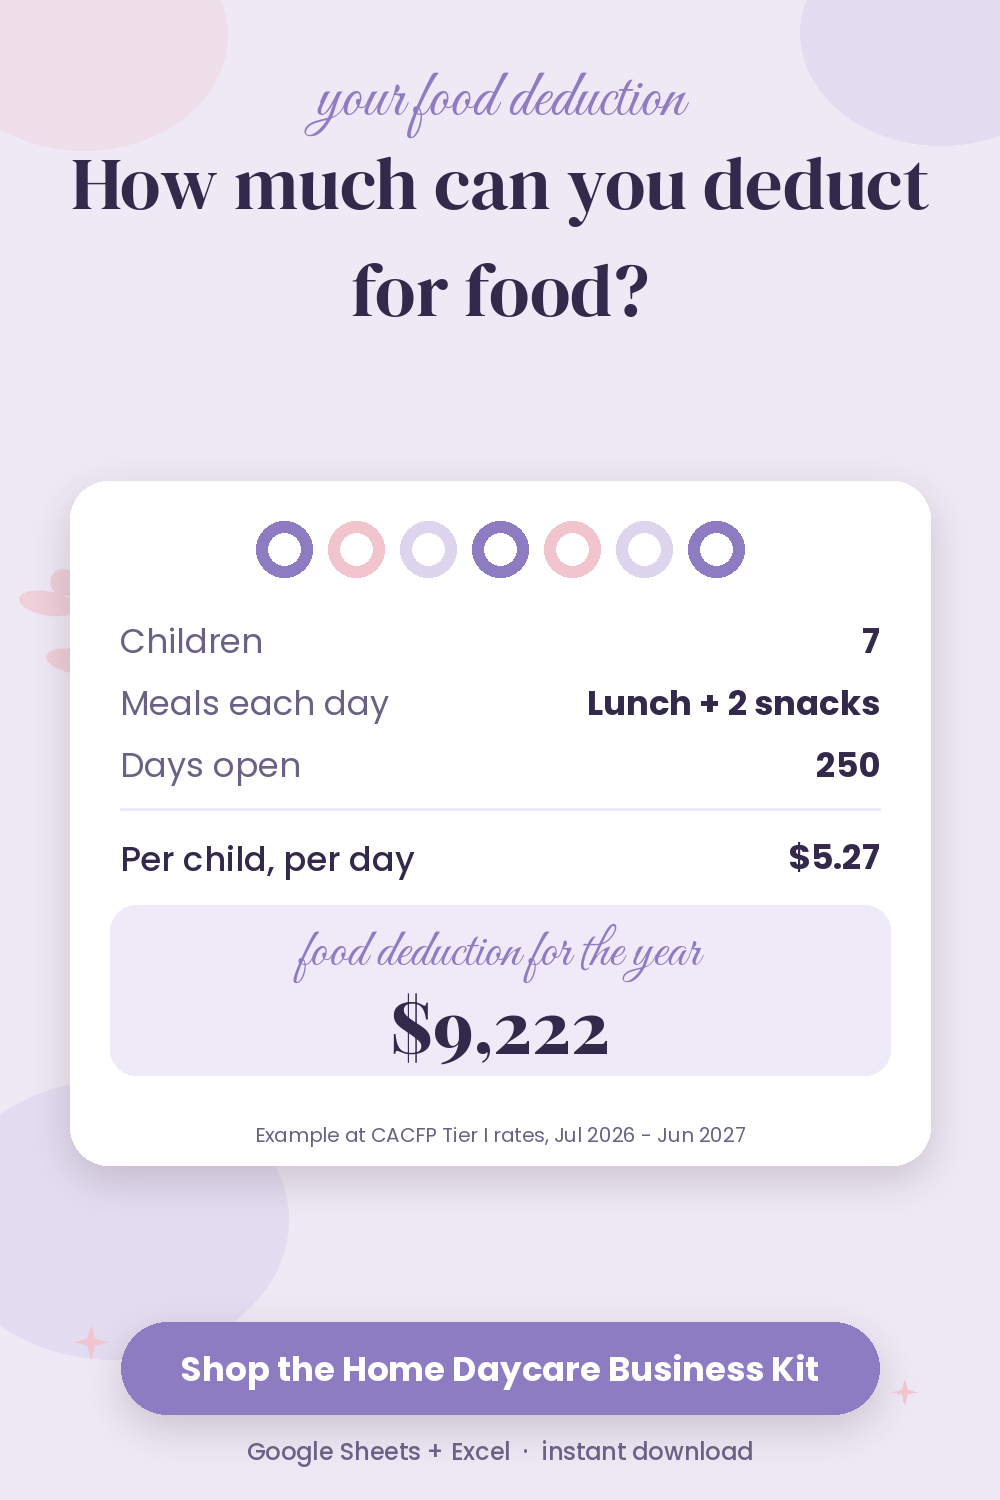 your food deduction
How much can you deduct
for food?
Children 7
Meals each day Lunch + 2 snacks
Days open 250
Per child, per day $5.27
food deduction for the year
$9,222
Example at CACFP Tier I rates, Jul 2026 - Jun 2027
Shop the Home Daycare Business Kit
Google Sheets + Excel · instant download